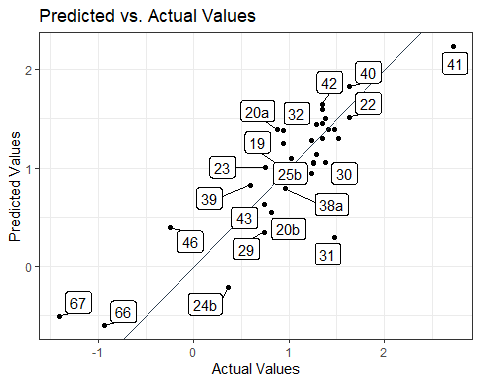 Predicted vs. Actual Values
Predicted Values
2
1
0
42
40
41
20a
32
22
19
23
25b
30
39
38a
43
20b
46
29
31
24b
67
66
-1
0
1
2
Actual Values